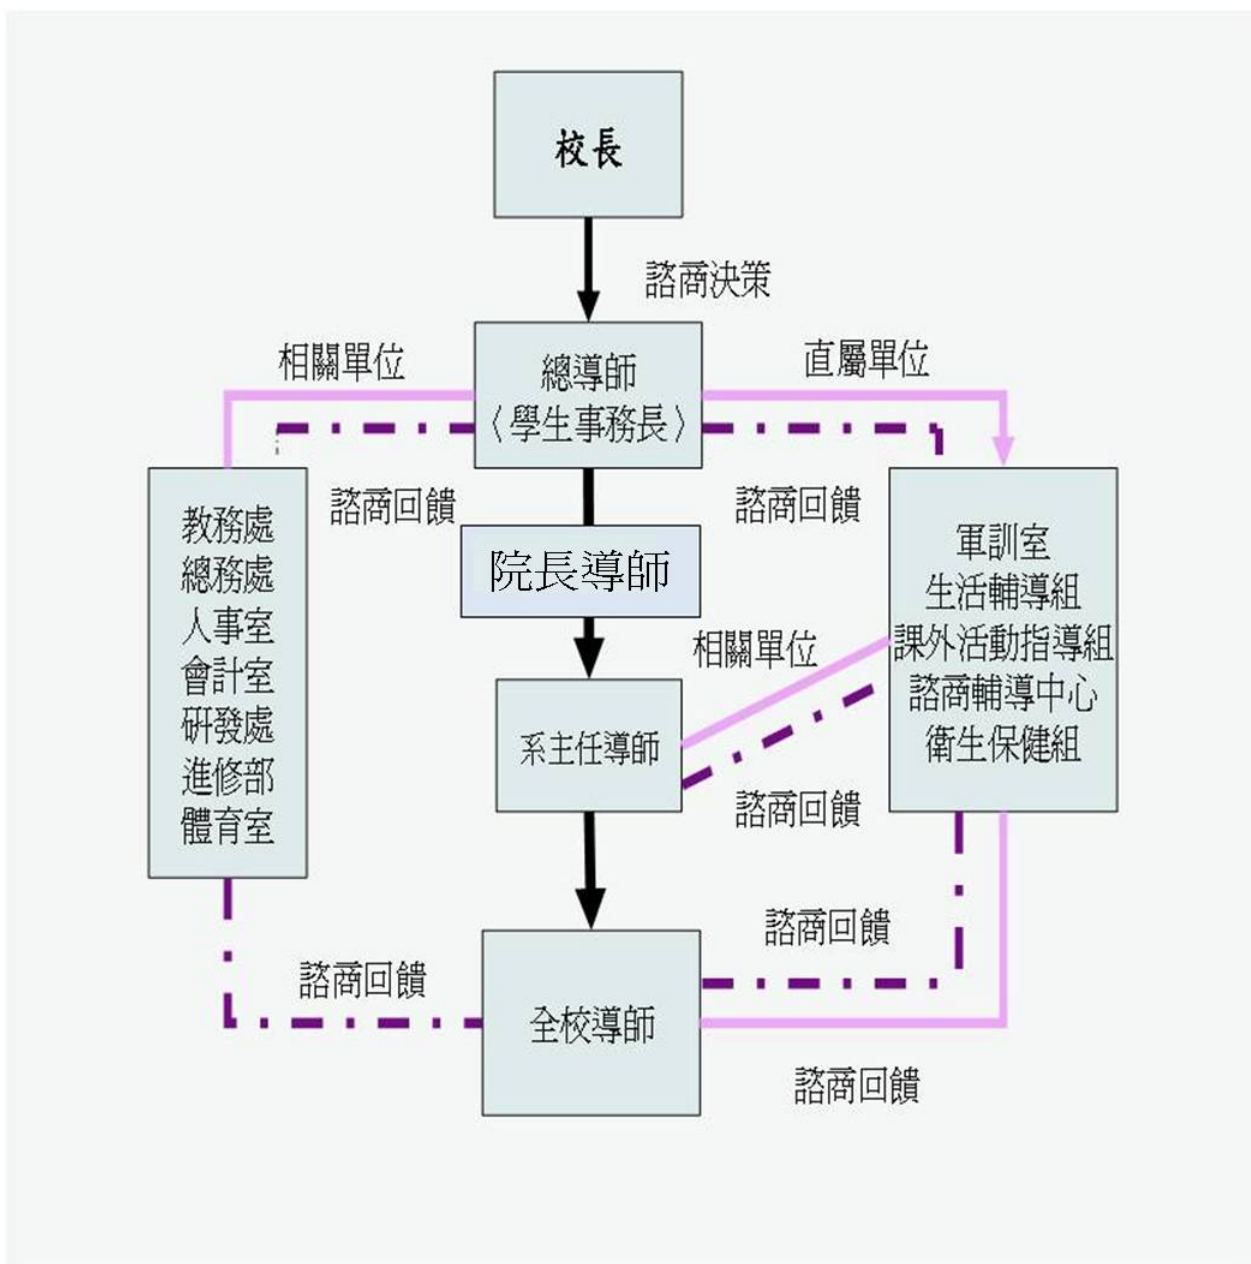 校長
諮商決策
相關單位
總導師
〈學生事務長〉
直屬單位
諮商回饋
諮商回饋
教務處
總務處
人事室
會計室
研發處
進修部
體育室
院長導師
軍訓室
生活輔導組
課外活動指導組
諮商輔導中心
衛生保健組
相關單位
系主任導師
諮商回饋
諮商回饋
諮商回饋
全校導師
諮商回饋